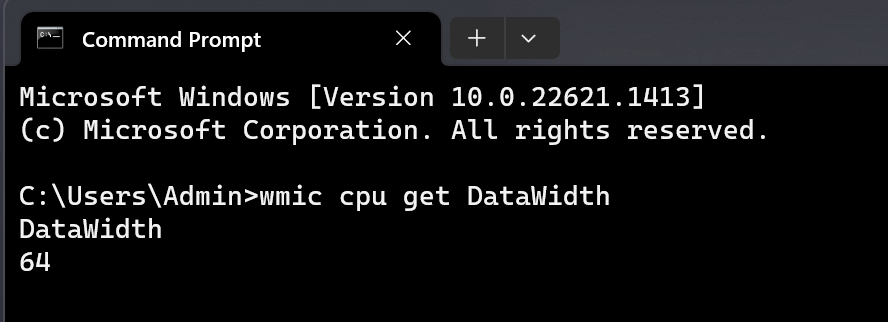 Command Prompt
Microsoft Windows [Version 10.0.22621.1413]
(c) Microsoft Corporation. All rights reserved.
C:\Users\Admin>wmic cpu get DataWidth
DataWidth
64